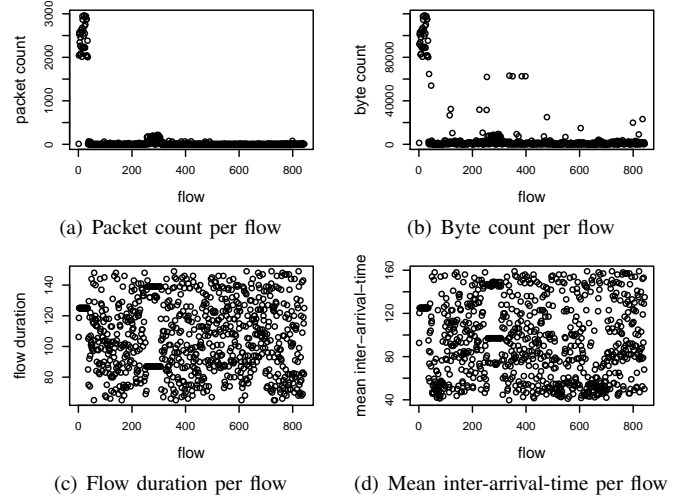 packet count
0 1000 2000 3000
0 200 400 600 800
flow
(a) Packet count per flow
byte count
0 40000 80000
0 200 400 600 800
flow
(b) Byte count per flow
flow duration
80 100 120 140
0 200 400 600 800
flow
(c) Flow duration per flow
mean inter−arrival−time
40 80 120 160
0 200 400 600 800
flow
(d) Mean inter-arrival-time per flow